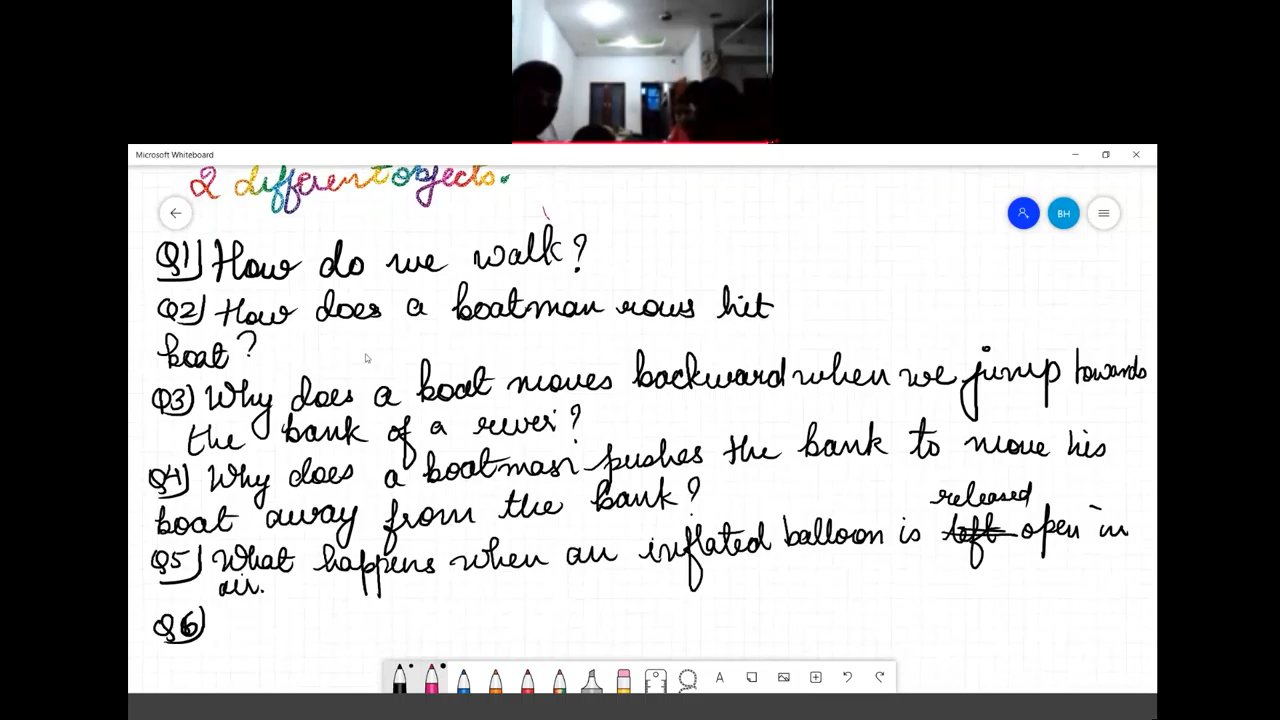 Microsoft Whiteboard
2 different objects.
BH
Q1) How do we walk?
Q2) How does a boatman rows hit
boat?
Q3) Why does a boat moves backward when we jump towards
the bank of a river?
Q4) Why does a boatman pushes the bank to move his
boat away from the bank?
released
Q5) What happens when an inflated balloon is left open in
air.
Q6)
A